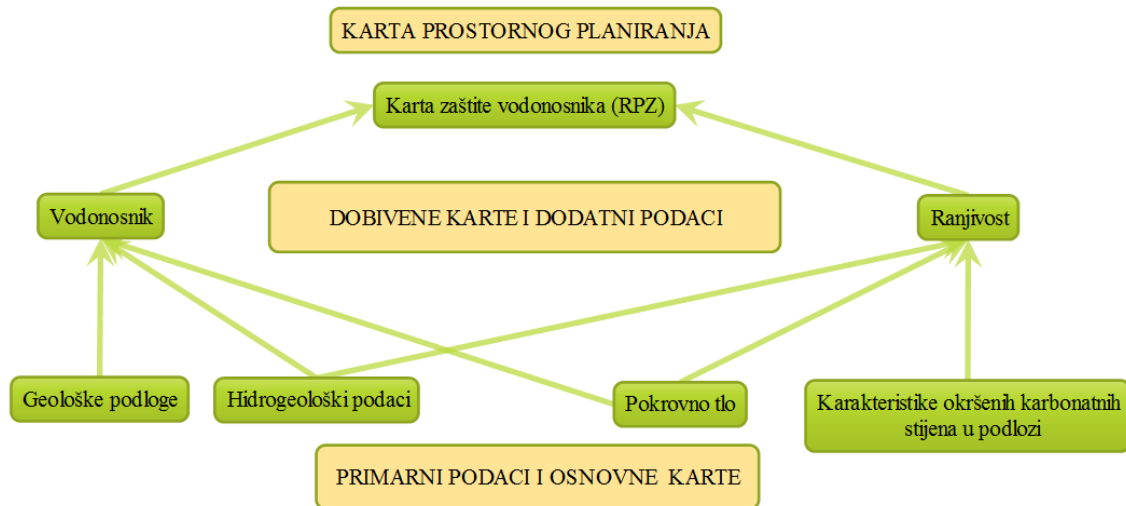 KARTA PROSTORNOG PLANIRANJA
Karta zaštite vodonosnika (RPZ)
Vodonosnik
DOBIVENE KARTE I DODATNI PODACI
Ranjivost
Geološke podloge
Hidrogeološki podaci
Pokrovno tlo
Karakteristike okršenih karbonatnih
stijena u podlozi
PRIMARNI PODACI I OSNOVNE KARTE